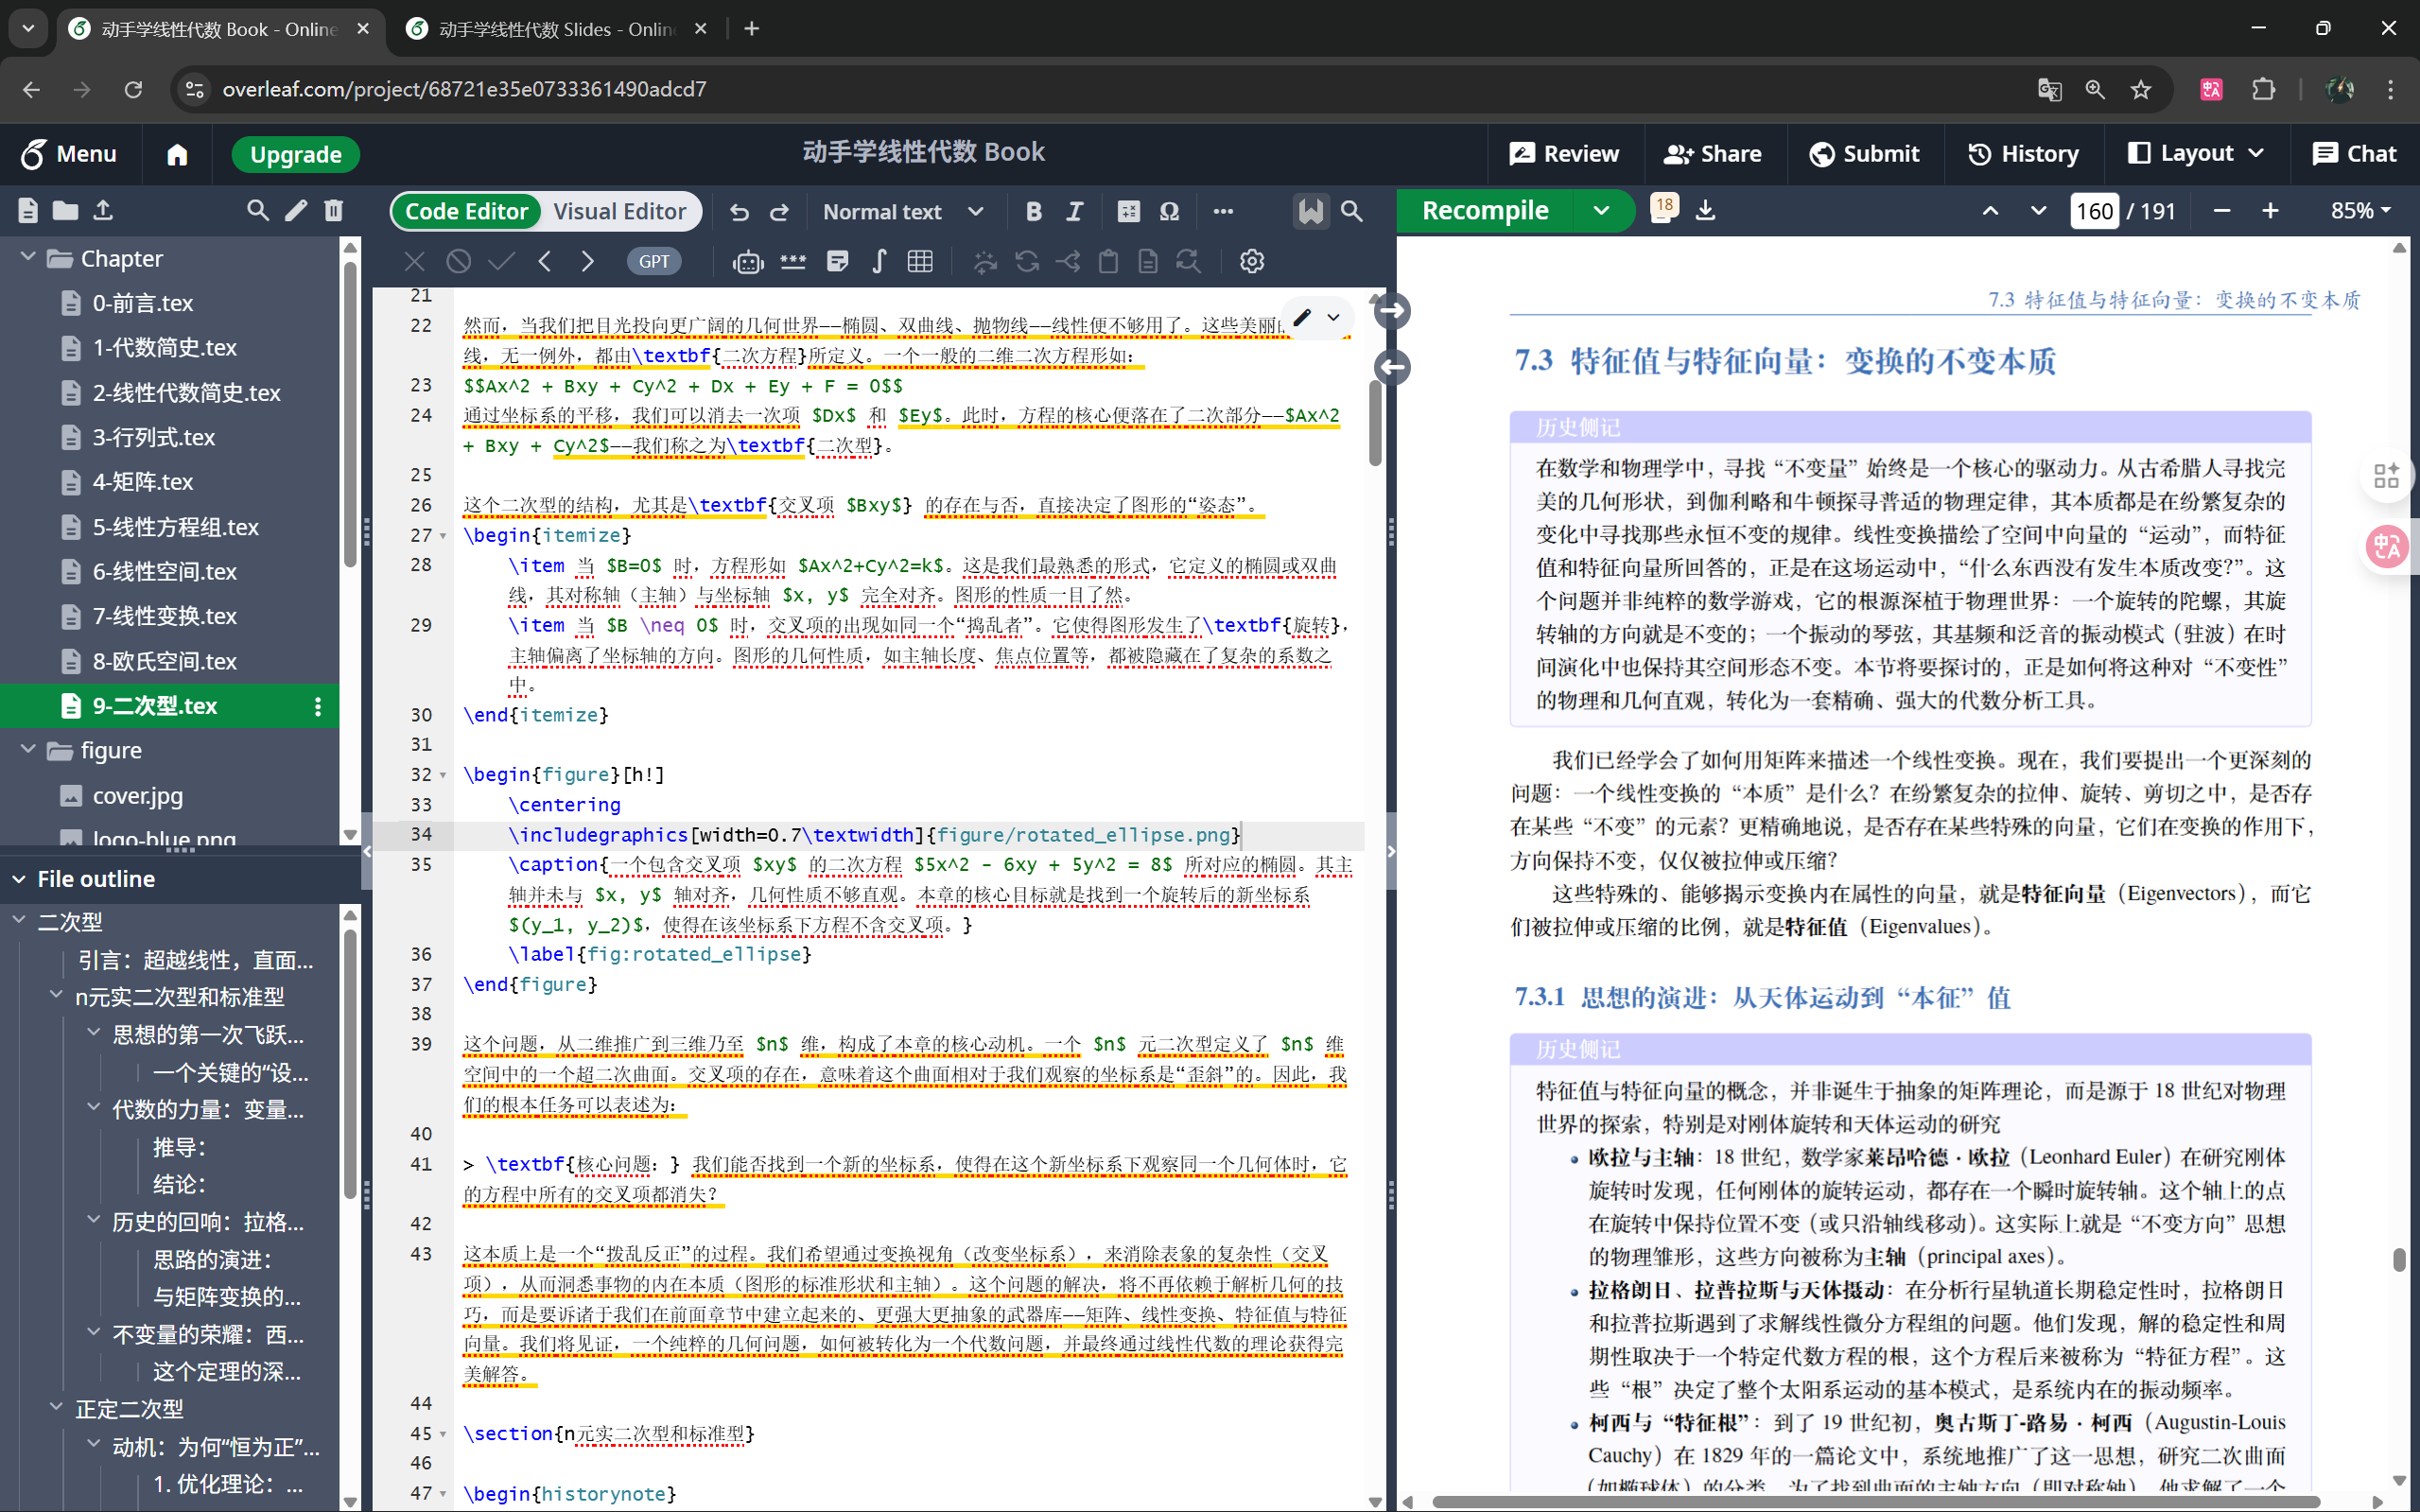 动手学线性代数 Book - Online
动手学线性代数 Slides - Onlin
overleaf.com/project/68721e35e0733361490adcd7
Menu
Upgrade
动手学线性代数 Book
Review
Share
Submit
History
Layout
Chat
Code Editor
Visual Editor
Normal text
Recompile
18
160 / 191
85%
GPT
Chapter
0-前言.tex
1-代数简史.tex
2-线性代数简史.tex
3-行列式.tex
4-矩阵.tex
5-线性方程组.tex
6-线性空间.tex
7-线性变换.tex
8-欧氏空间.tex
9-二次型.tex
figure
cover.jpg
logo-blue.png
File outline
二次型
引言：超越线性，直面...
n元实二次型和标准型
思想的第一次飞跃...
一个关键的“设...
代数的力量：变量...
推导：
结论：
历史的回响：拉格...
思路的演进：
与矩阵变换的...
不变量的荣耀：西...
这个定理的深...
正定二次型
动机：为何“恒为正”...
1. 优化理论：...
21
22 然而，当我们把目光投向更广阔的几何世界——椭圆、双曲线、抛物线——线性便不够用了。这些美丽的
线，无一例外，都由\textbf{二次方程}所定义。一个一般的二维二次方程形如：
23 $$Ax^2 + Bxy + Cy^2 + Dx + Ey + F = 0$$
24 通过坐标系的平移，我们可以消去一次项 $Dx$ 和 $Ey$。此时，方程的核心便落在了二次部分——$Ax^2
+ Bxy + Cy^2$——我们称之为\textbf{二次型}。
25
26 这个二次型的结构，尤其是\textbf{交叉项 $Bxy$} 的存在与否，直接决定了图形的“姿态”。
27 \begin{itemize}
28 \item 当 $B=0$ 时，方程形如 $Ax^2+Cy^2=k$。这是我们最熟悉的形式，它定义的椭圆或双曲
线，其对称轴（主轴）与坐标轴 $x, y$ 完全对齐。图形的性质一目了然。
29 \item 当 $B \neq 0$ 时，交叉项的出现如同一个“捣乱者”。它使得图形发生了\textbf{旋转}，
主轴偏离了坐标轴的方向。图形的几何性质，如主轴长度、焦点位置等，都被隐藏在了复杂的系数之
中。
30 \end{itemize}
31
32 \begin{figure}[h!]
33 \centering
34 \includegraphics[width=0.7\textwidth]{figure/rotated_ellipse.png}
35 \caption{一个包含交叉项 $xy$ 的二次方程 $5x^2 - 6xy + 5y^2 = 8$ 所对应的椭圆。其主
轴并未与 $x, y$ 轴对齐，几何性质不够直观。本章的核心目标就是找到一个旋转后的新坐标系
$(y_1, y_2)$，使得在该坐标系下方程不含交叉项。}
36 \label{fig:rotated_ellipse}
37 \end{figure}
38
39 这个问题，从二维推广到三维乃至 $n$ 维，构成了本章的核心动机。一个 $n$ 元二次型定义了 $n$ 维
空间中的一个超二次曲面。交叉项的存在，意味着这个曲面相对于我们观察的坐标系是“歪斜”的。因此，我
们的根本任务可以表述为：
40
41 > \textbf{核心问题：} 我们能否找到一个新的坐标系，使得在这个新坐标系下观察同一个几何体时，它
的方程中所有的交叉项都消失？
42
43 这本质上是一个“拨乱反正”的过程。我们希望通过变换视角（改变坐标系），来消除表象的复杂性（交叉
项），从而洞悉事物的内在本质（图形的标准形状和主轴）。这个问题的解决，将不再依赖于解析几何的技
巧，而是要诉诸于我们在前面章节中建立起来的、更强大更抽象的武器库——矩阵、线性变换、特征值与特征
向量。我们将见证，一个纯粹的几何问题，如何被转化为一个代数问题，并最终通过线性代数的理论获得完
美解答。
44
45 \section{n元实二次型和标准型}
46
47 \begin{historynote}
7.3 特征值与特征向量：变换的不变本质
7.3 特征值与特征向量：变换的不变本质
历史侧记
在数学和物理学中，寻找“不变量”始终是一个核心的驱动力。从古希腊人寻找完
美的几何形状，到伽利略和牛顿探寻普适的物理定律，其本质都是在纷繁复杂的
变化中寻找那些永恒不变的规律。线性变换描绘了空间中向量的“运动”，而特征
值和特征向量所回答的，正是在这场运动中，“什么东西没有发生本质改变?”。这
个问题并非纯粹的数学游戏，它的根源深植于物理世界：一个旋转的陀螺，其旋
转轴的方向就是不变的；一个振动的琴弦，其基频和泛音的振动模式（驻波）在时
间演化中也保持其空间形态不变。本节将要探讨的，正是如何将这种对“不变性”
的物理和几何直观，转化为一套精确、强大的代数分析工具。
我们已经学会了如何用矩阵来描述一个线性变换。现在，我们要提出一个更深刻的
问题：一个线性变换的“本质”是什么？在纷繁复杂的拉伸、旋转、剪切之中，是否存
在某些“不变”的元素？更精确地说，是否存在某些特殊的向量，它们在变换的作用下，
方向保持不变，仅仅被拉伸或压缩？
这些特殊的、能够揭示变换内在属性的向量，就是特征向量（Eigenvectors），而它
们被拉伸或压缩的比例，就是特征值（Eigenvalues）。
7.3.1 思想的演进：从天体运动到“本征”值
历史侧记
特征值与特征向量的概念，并非诞生于抽象的矩阵理论，而是源于 18 世纪对物理
世界的探索，特别是对刚体旋转和天体运动的研究
• 欧拉与主轴：18 世纪，数学家莱昂哈德·欧拉（Leonhard Euler）在研究刚体
旋转时发现，任何刚体的旋转运动，都存在一个瞬时旋转轴。这个轴上的点
在旋转中保持位置不变（或只沿轴线移动）。这实际上就是“不变方向”思想
的物理雏形，这些方向被称为主轴（principal axes）。
• 拉格朗日、拉普拉斯与天体摄动：在分析行星轨道长期稳定性时，拉格朗日
和拉普拉斯遇到了求解线性微分方程组的问题。他们发现，解的稳定性和周
期性取决于一个特定代数方程的根，这个方程后来被称为“特征方程”。这
些“根”决定了整个太阳系运动的基本模式，是系统内在的振动频率。
• 柯西与“特征根”：到了 19 世纪初，奥古斯丁-路易·柯西（Augustin-Louis
Cauchy）在 1829 年的一篇论文中，系统地推广了这一思想，研究二次曲面
（如椭球体）的分类。为了找到曲面的主轴方向（即对称轴），他求解了一个